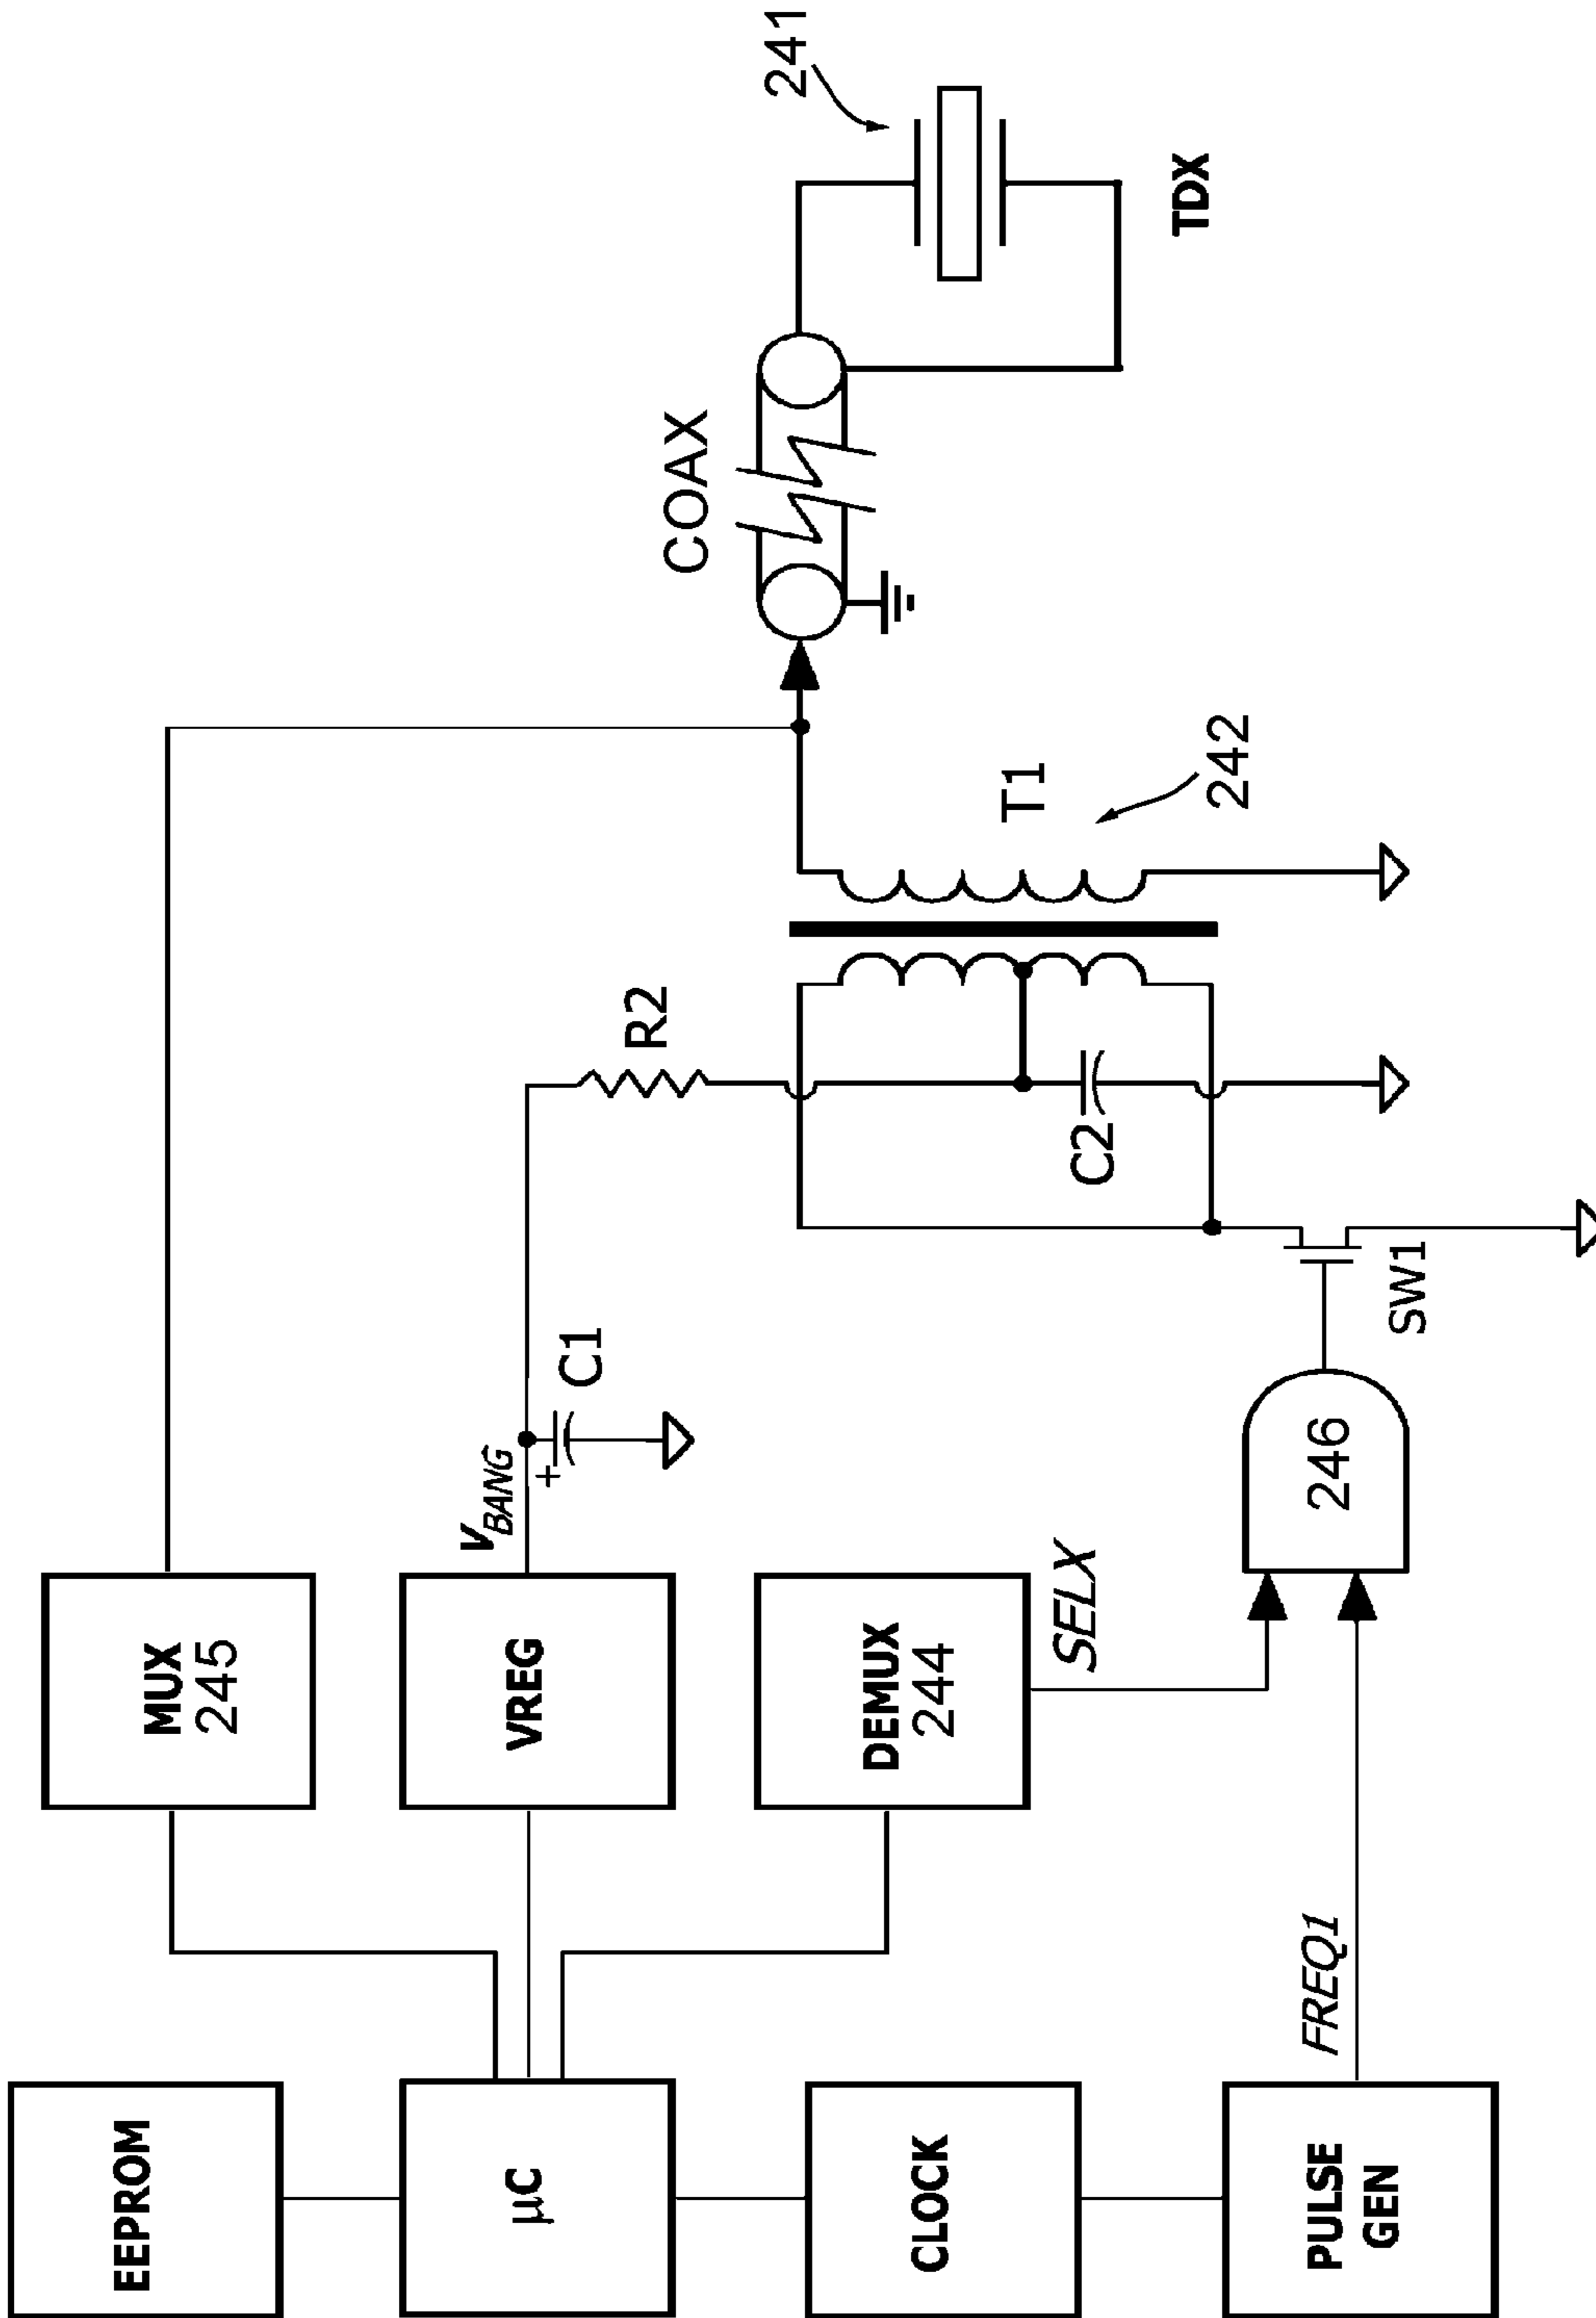 EEPROM
µC
CLOCK
PULSE
GEN
MUX
245
VREG
DEMUX
244
FREQ1
SELX
246
VBANG
+
C1
SW1
R2
C2
T1
242
COAX
241
TDX